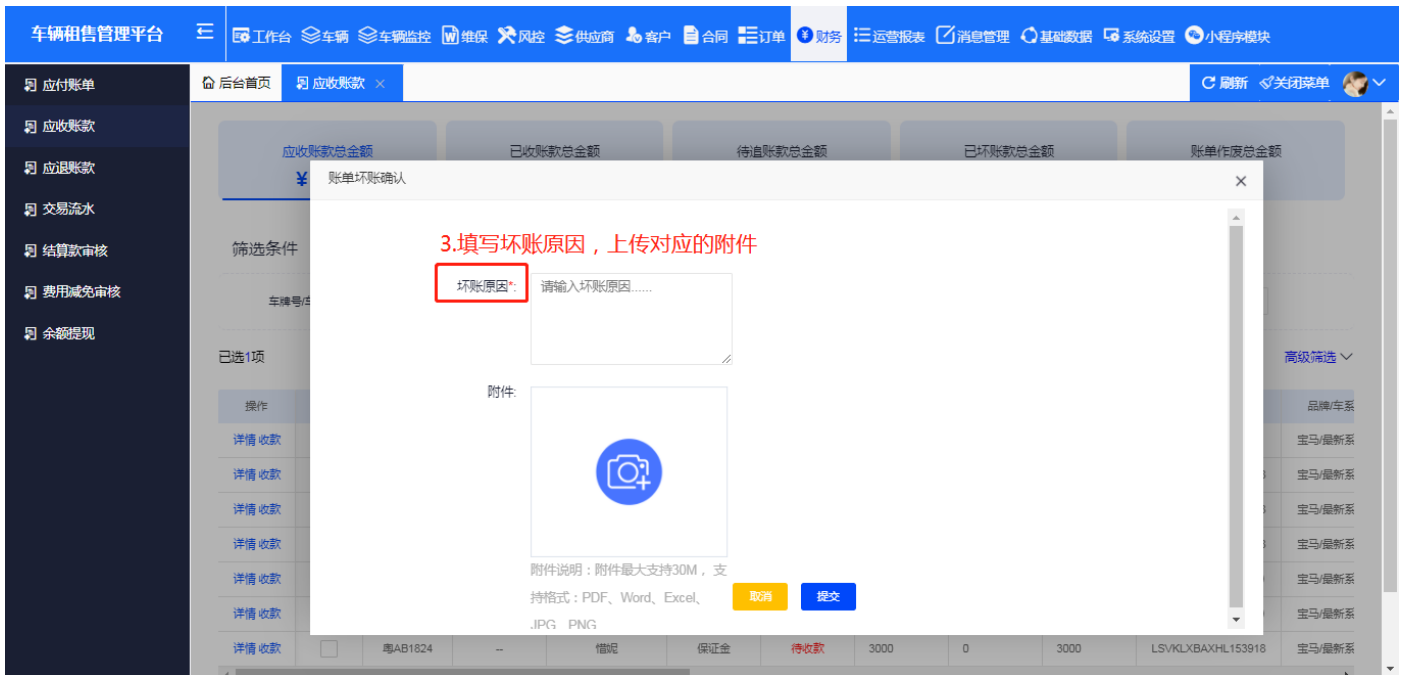 车辆租售管理平台
工作台 车辆 车辆监控 维保 风控 供应商 客户 合同 订单 财务 运营报表 消息管理 基础数据 系统设置 小程序模块
应付账单
应收账款
应退账款
交易流水
结算款审核
费用减免审核
余额提现
后台首页 应收账款 刷新 关闭菜单
应收账款总金额 已收账款总金额 待追账款总金额 已坏账款总金额 账单作废总金额
¥
账单坏账确认
筛选条件
3.填写坏账原因，上传对应的附件
坏账原因*: 请输入坏账原因......
车牌号/车
已选1项 高级筛选
附件:
操作 品牌/车系
详情 收款 宝马/最新系
详情 收款 宝马/最新系
详情 收款 宝马/最新系
详情 收款 宝马/最新系
详情 收款 宝马/最新系
详情 收款 宝马/最新系
附件说明：附件最大支持30M，支
持格式：PDF、Word、Excel、
JPG、PNG
取消 提交
详情 收款 粤AB1824 -- 惜妮 保证金 待收款 3000 0 3000 LSVKLXBAXHL153918 宝马/最新系